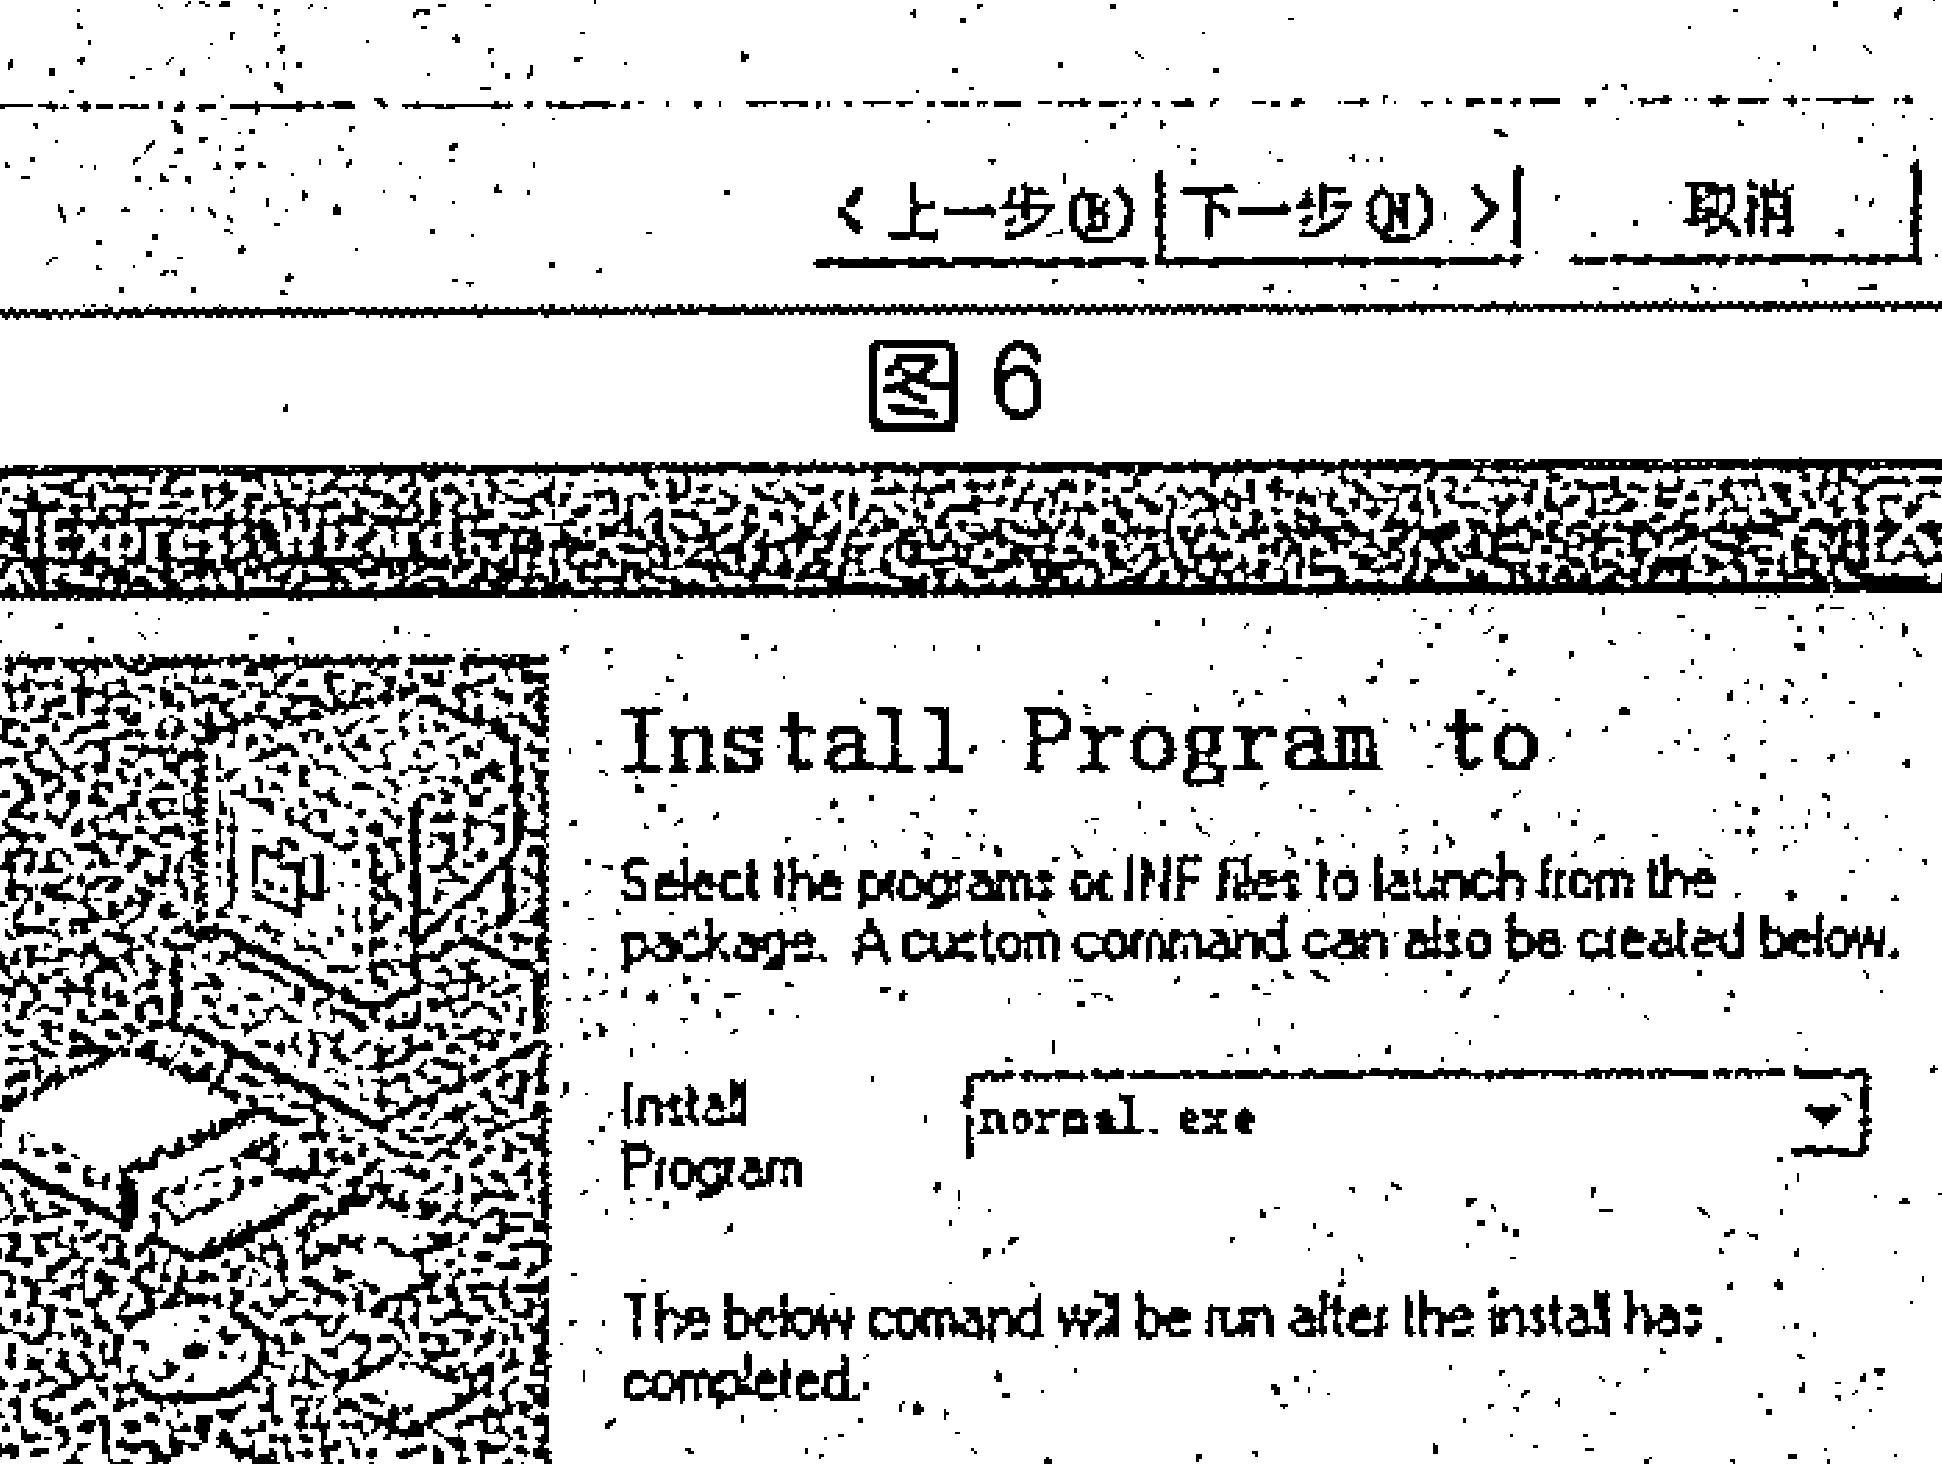 < 上一步(B) 下一步(N) > 取消
图 6
IExpress Wizard
Install Program to
Select the programs or INF files to launch from the
package. A custom command can also be created below.
Install
Program
normal.exe
The below comand will be run after the install has
completed.